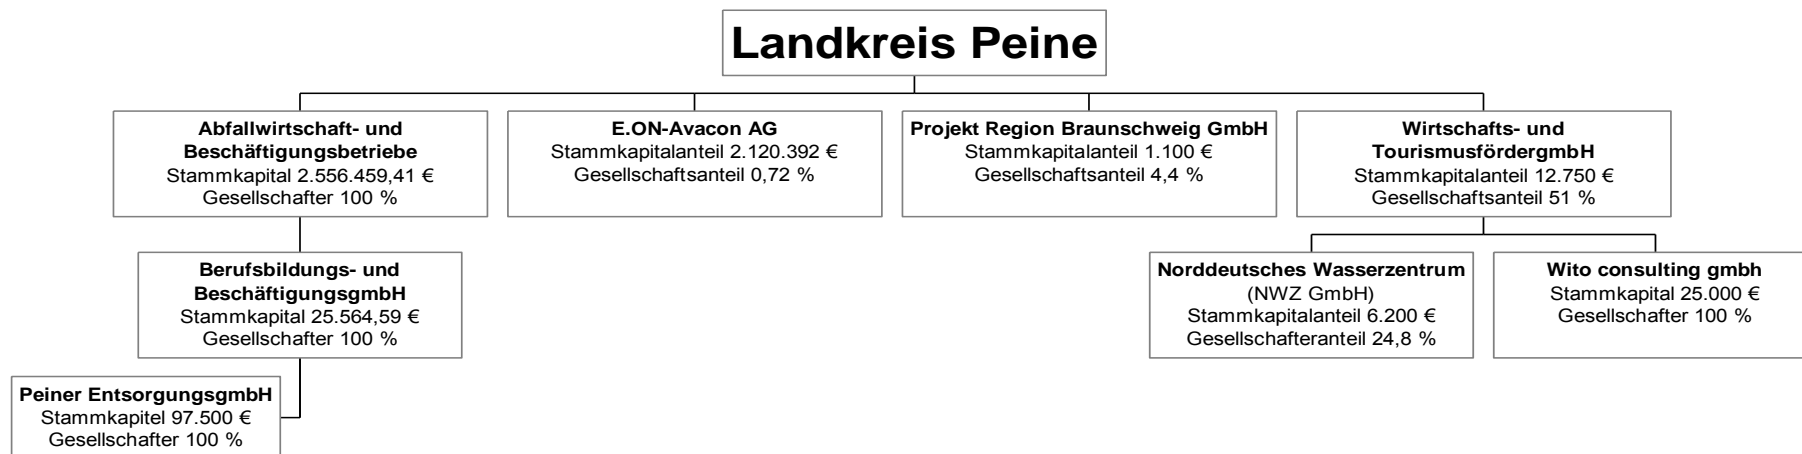 Landkreis Peine
Abfallwirtschaft- und
Beschäftigungsbetriebe
Stammkapital 2.556.459,41 €
Gesellschafter 100 %
E.ON-Avacon AG
Stammkapitalanteil 2.120.392 €
Gesellschaftsanteil 0,72 %
Projekt Region Braunschweig GmbH
Stammkapitalanteil 1.100 €
Gesellschaftsanteil 4,4 %
Wirtschafts- und
TourismusfördergmbH
Stammkapitalanteil 12.750 €
Gesellschaftsanteil 51 %
Berufsbildungs- und
BeschäftigungsgmbH
Stammkapital 25.564,59 €
Gesellschafter 100 %
Norddeutsches Wasserzentrum
(NWZ GmbH)
Stammkapitalanteil 6.200 €
Gesellschafteranteil 24,8 %
Wito consulting gmbh
Stammkapital 25.000 €
Gesellschafter 100 %
Peiner EntsorgungsgmbH
Stammkapitel 97.500 €
Gesellschafter 100 %